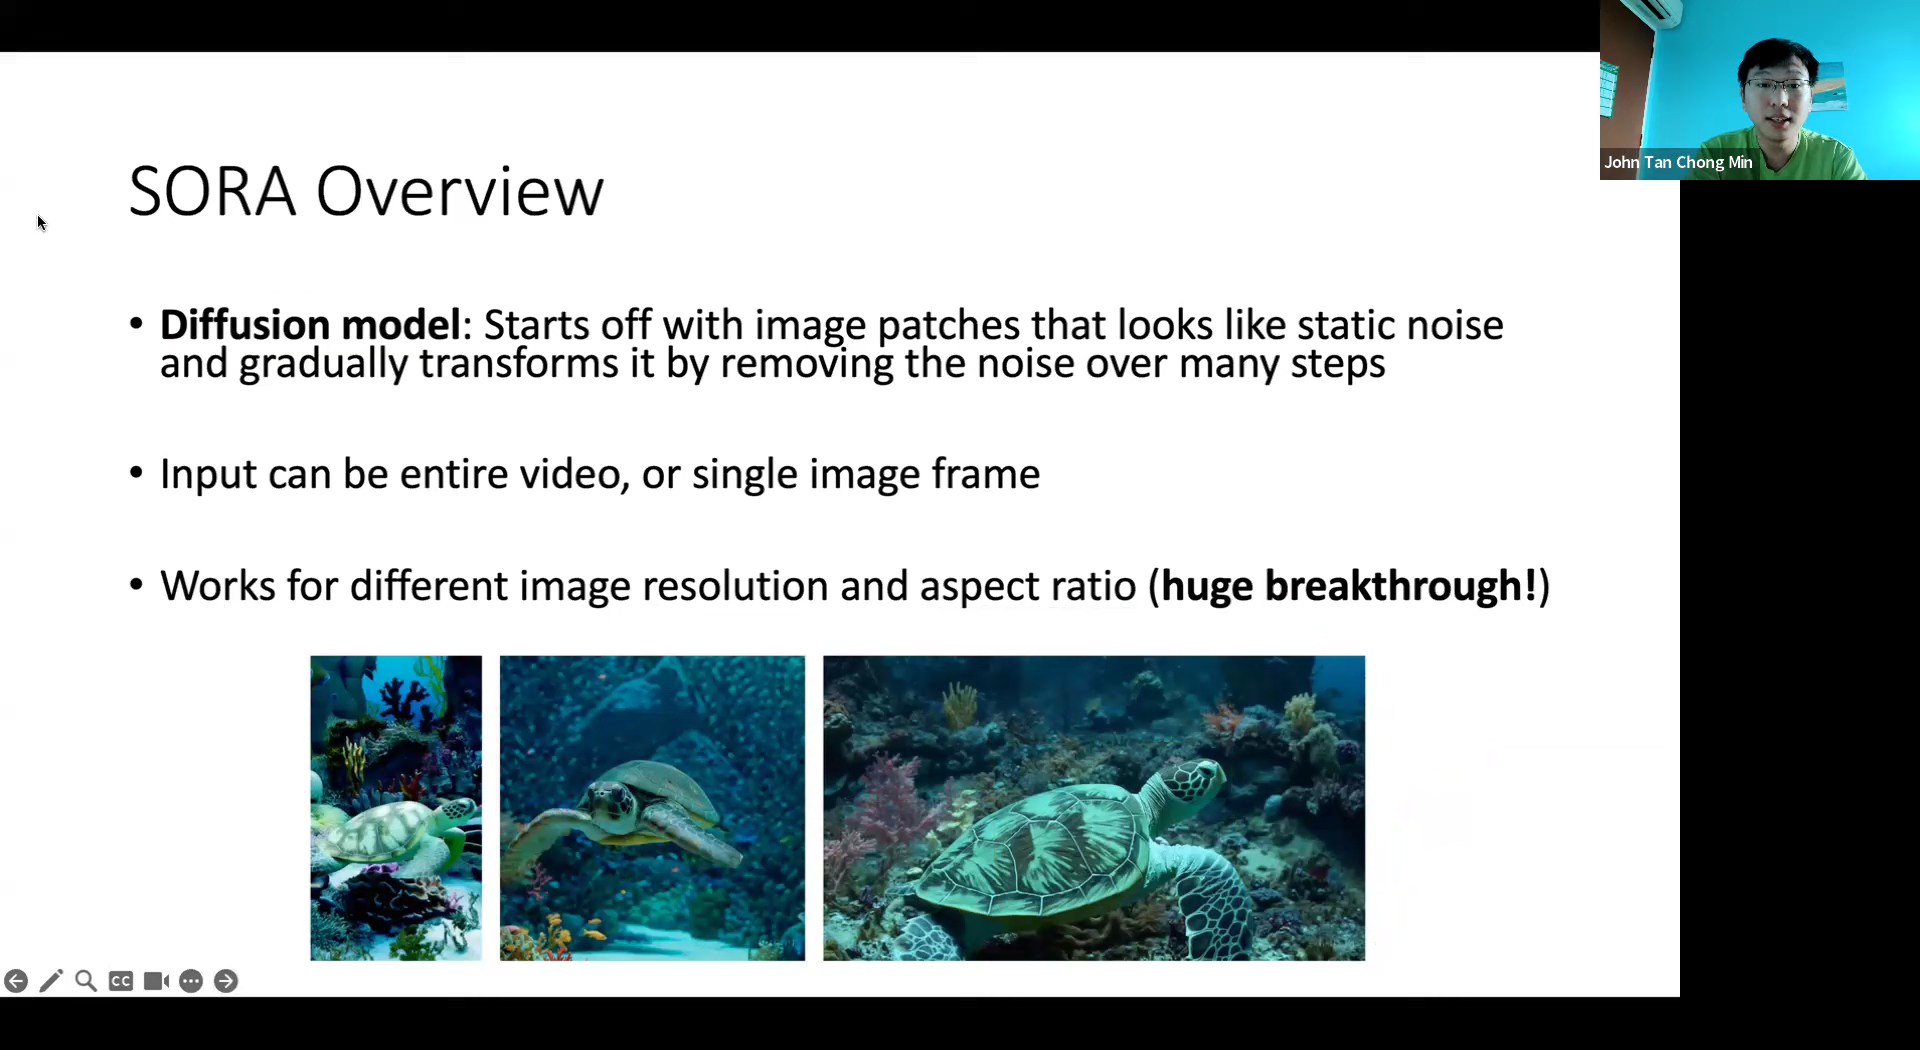 SORA Overview
• Diffusion model: Starts off with image patches that looks like static noise
and gradually transforms it by removing the noise over many steps
• Input can be entire video, or single image frame
• Works for different image resolution and aspect ratio (huge breakthrough!)
John Tan Chong Min
CC